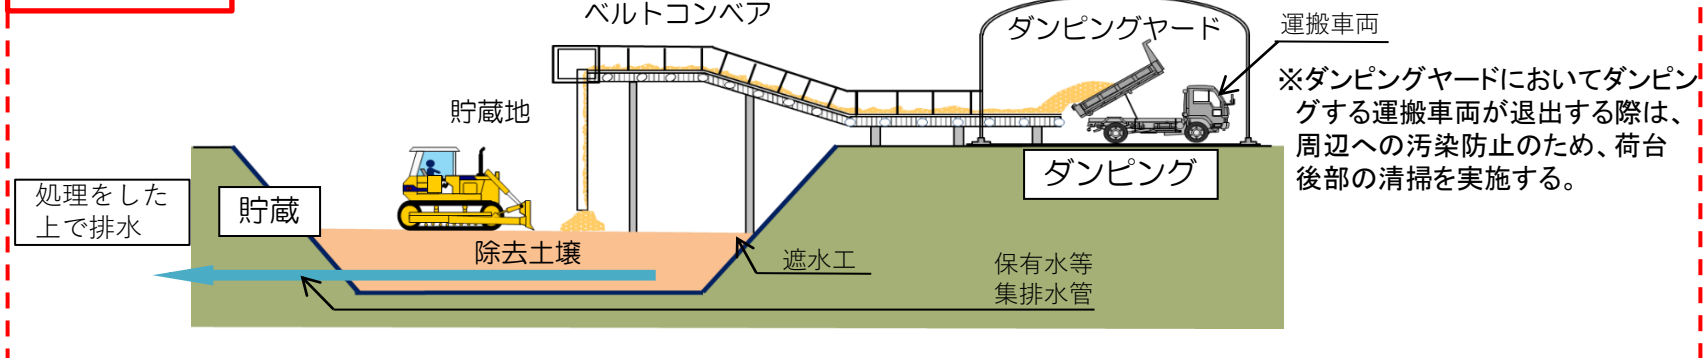 ベルトコンベア
ダンピングヤード
運搬車両
※ダンピングヤードにおいてダンピン
グする運搬車両が退出する際は、
周辺への汚染防止のため、荷台
後部の清掃を実施する。
貯蔵地
ダンピング
処理をした
上で排水
貯蔵
除去土壌
遮水工
保有水等
集排水管